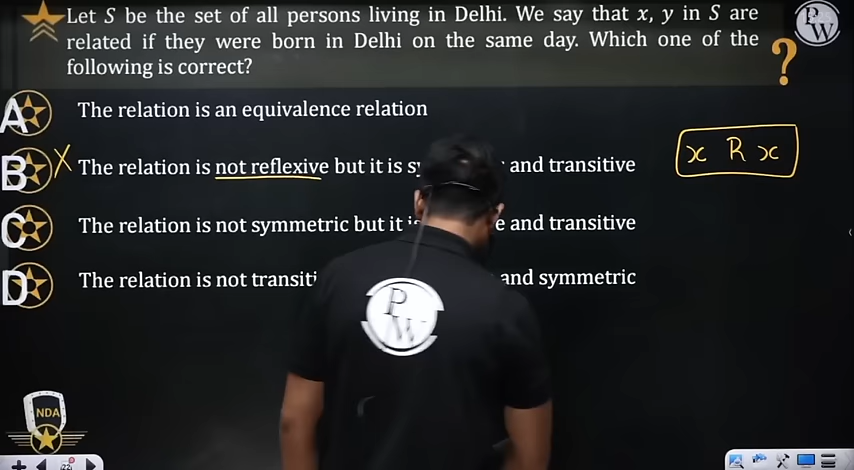 Let S be the set of all persons living in Delhi. We say that x, y in S are
related if they were born in Delhi on the same day. Which one of the
following is correct?
?
P
W
A
The relation is an equivalence relation
B
X
The relation is not reflexive but it is and transitive
x R x
C
The relation is not symmetric but it and transitive
D
The relation is not and symmetric
P
W
NDA